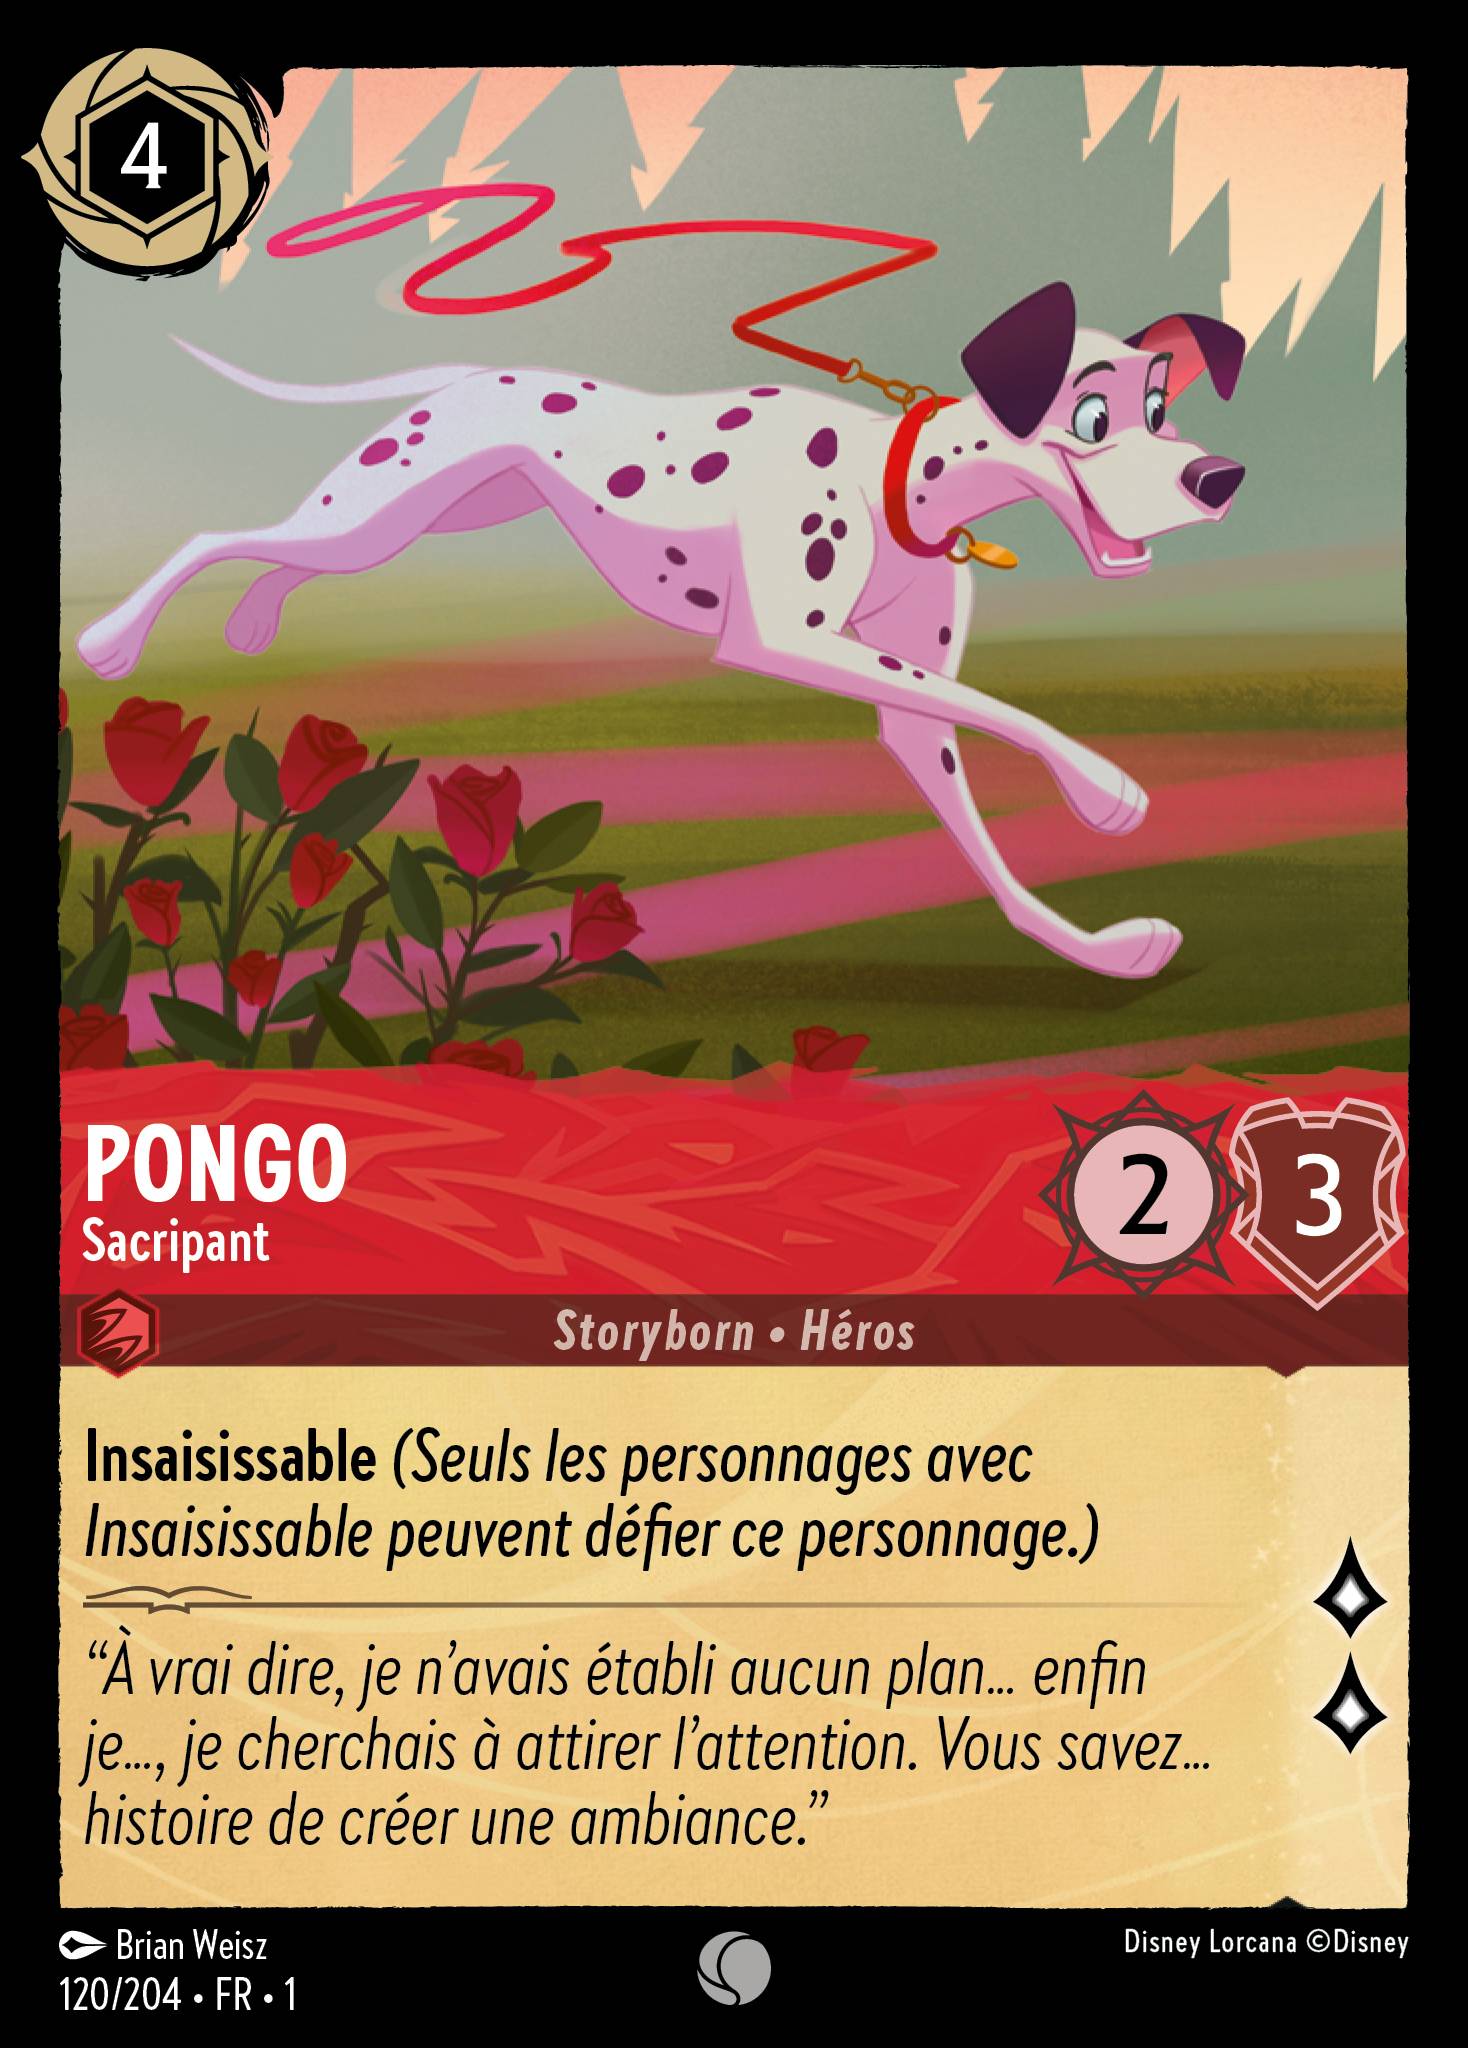 4
PONGO
Sacripant
2
3
Storyborn • Héros
Insaisissable (Seuls les personnages avec
Insaisissable peuvent défier ce personnage.)
“À vrai dire, je n’avais établi aucun plan... enfin
je..., je cherchais à attirer l’attention. Vous savez...
histoire de créer une ambiance.”
Brian Weisz
Disney Lorcana ©Disney
120/204 • FR • 1